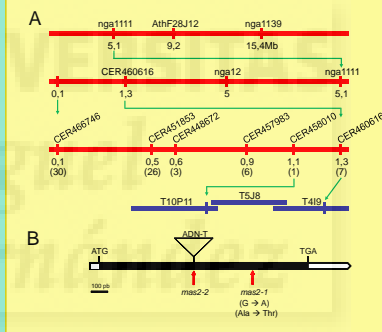 A
nga1111 AthF28J12 nga1139
5,1 9,2 15,4Mb
CER460616 nga12 nga1111
0,1 1,3 5 5,1
CER466746 CER451853 CER448672 CER457983 CER458010 CER460616
0,1 0,5 0,6 0,9 1,1 1,3
(30) (26) (3) (6) (1) (7)
T10P11 T5J8 T4I9
B
ADN-T
ATG TGA
100 pb
mas2-2 mas2-1
(G → A)
(Ala → Thr)